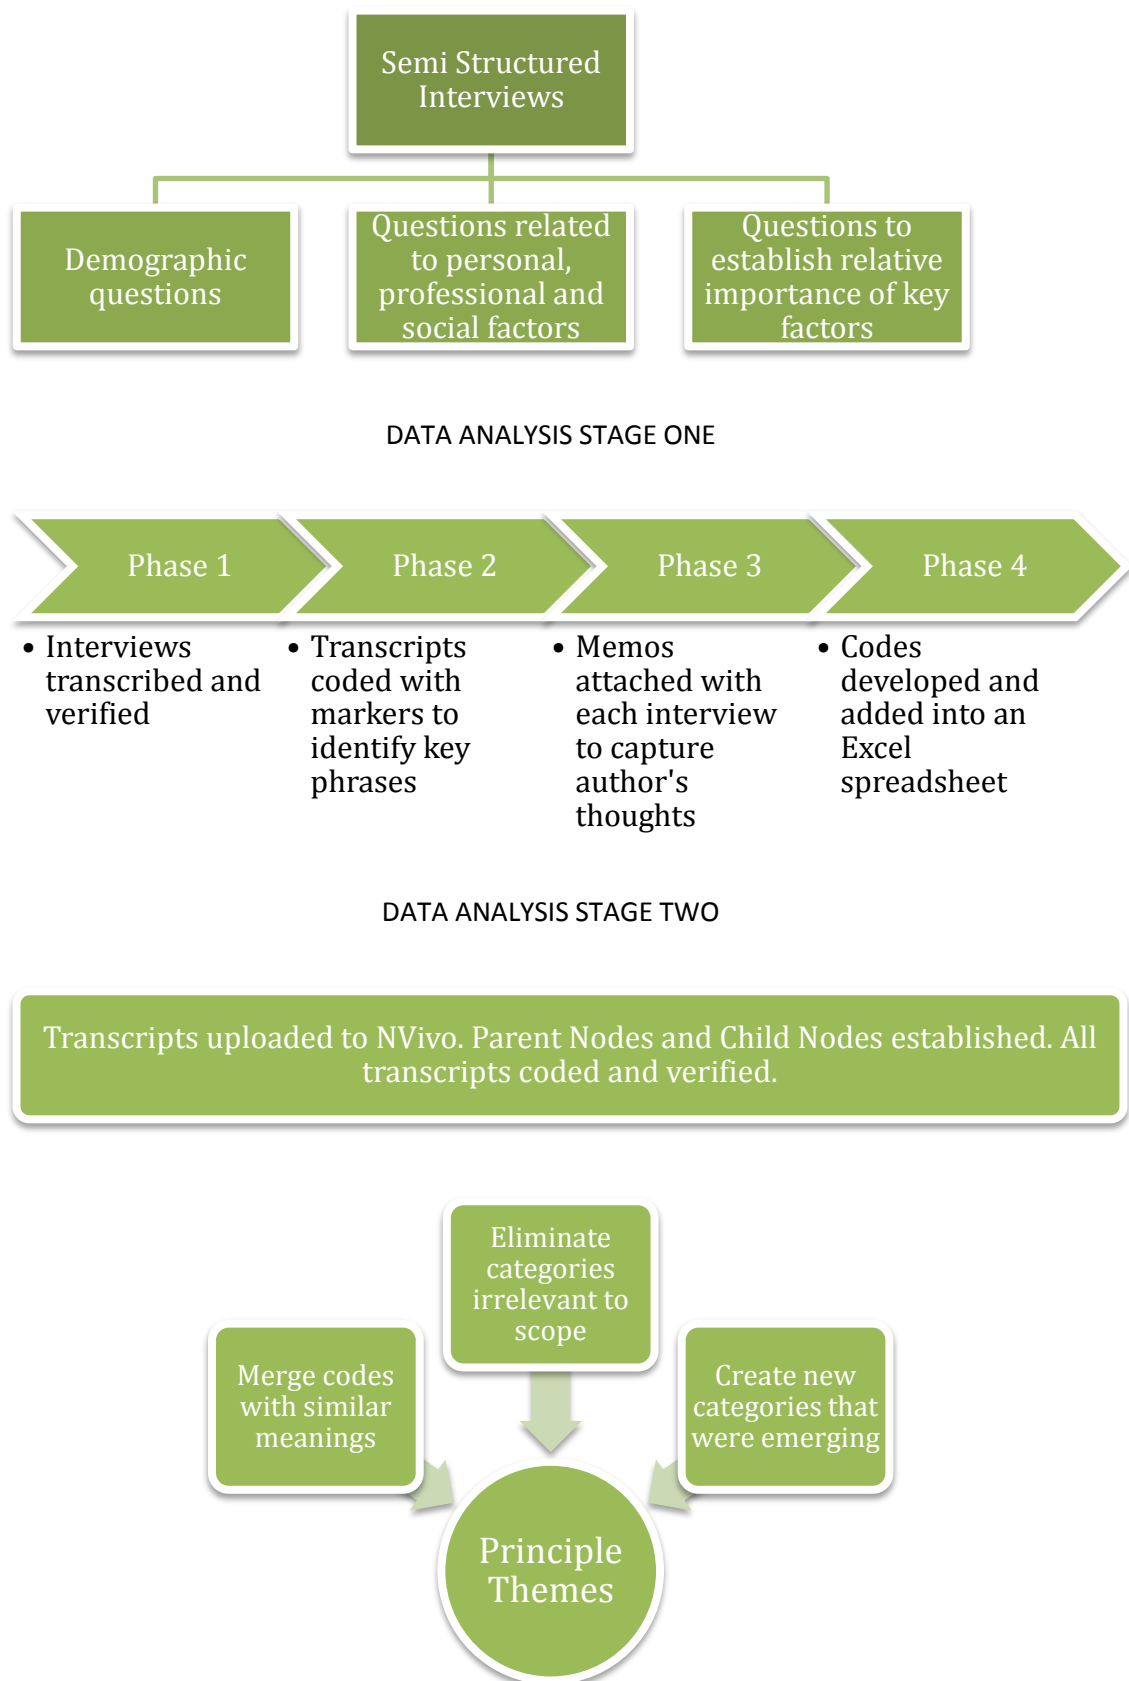 Semi Structured
Interviews
Demographic
questions
Questions related
to personal,
professional and
social factors
Questions to
establish relative
importance of key
factors
DATA ANALYSIS STAGE ONE
Phase 1
Phase 2
Phase 3
Phase 4
• Interviews
transcribed and
verified
• Transcripts
coded with
markers to
identify key
phrases
• Memos
attached with
each interview
to capture
author's
thoughts
• Codes
developed and
added into an
Excel
spreadsheet
DATA ANALYSIS STAGE TWO
Transcripts uploaded to NVivo. Parent Nodes and Child Nodes established. All
transcripts coded and verified.
Eliminate
categories
irrelevant to
scope
Merge codes
with similar
meanings
Create new
categories that
were emerging
Principle
Themes